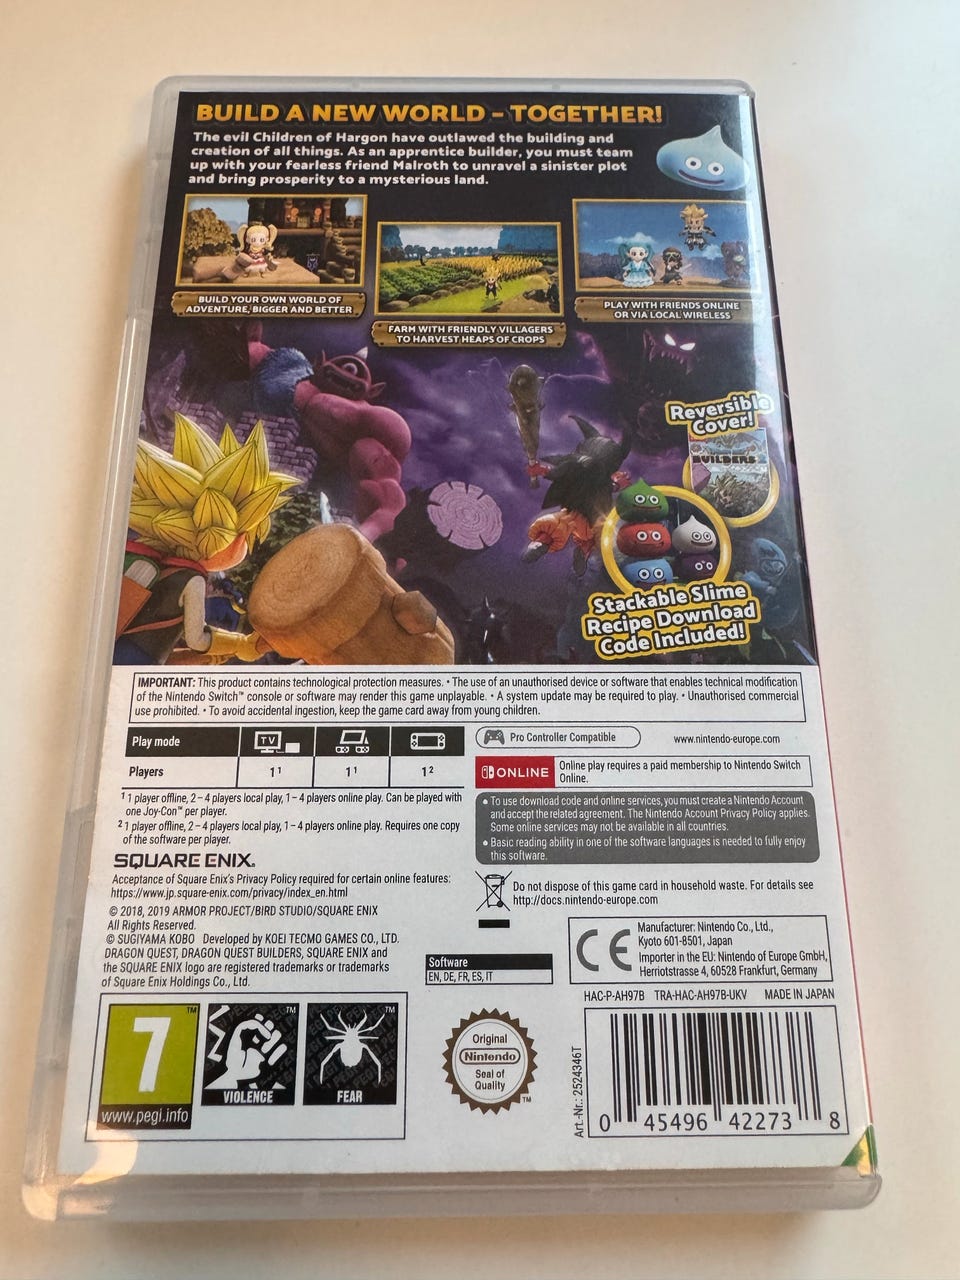 BUILD A NEW WORLD – TOGETHER!
The evil Children of Hargon have outlawed the building and
creation of all things. As an apprentice builder, you must team
up with your fearless friend Malroth to unravel a sinister plot
and bring prosperity to a mysterious land.
BUILD YOUR OWN WORLD OF
ADVENTURE, BIGGER AND BETTER
FARM WITH FRIENDLY VILLAGERS
TO HARVEST HEAPS OF CROPS
PLAY WITH FRIENDS ONLINE
OR VIA LOCAL WIRELESS
Reversible
Cover!
BUILDERS 2
Stackable Slime
Recipe Download
Code Included!
IMPORTANT: This product contains technological protection measures. • The use of an unauthorised device or software that enables technical modification
of the Nintendo Switch™ console or software may render this game unplayable. • A system update may be required to play. • Unauthorised commercial
use prohibited. • To avoid accidental ingestion, keep the game card away from young children.
Play mode
TV
Players
1¹
1¹
1²
¹ 1 player offline, 2 – 4 players local play, 1 – 4 players online play. Can be played with
one Joy-Con™ per player.
² 1 player offline, 2 – 4 players local play, 1 – 4 players online play. Requires one copy
of the software per player.
Pro Controller Compatible
www.nintendo-europe.com
ONLINE
Online play requires a paid membership to Nintendo Switch
Online.
• To use download code and online services, you must create a Nintendo Account
and accept the related agreement. The Nintendo Account Privacy Policy applies.
Some online services may not be available in all countries.
• Basic reading ability in one of the software languages is needed to fully enjoy
this software.
SQUARE ENIX.
Acceptance of Square Enix's Privacy Policy required for certain online features:
https://www.jp.square-enix.com/privacy/index_en.html
© 2018, 2019 ARMOR PROJECT/BIRD STUDIO/SQUARE ENIX
All Rights Reserved.
© SUGIYAMA KOBO Developed by KOEI TECMO GAMES CO., LTD.
DRAGON QUEST, DRAGON QUEST BUILDERS, SQUARE ENIX and
the SQUARE ENIX logo are registered trademarks or trademarks
of Square Enix Holdings Co., Ltd.
Do not dispose of this game card in household waste. For details see
http://docs.nintendo-europe.com
Software
EN, DE, FR, ES, IT
CE
Manufacturer: Nintendo Co., Ltd.,
Kyoto 601-8501, Japan
Importer in the EU: Nintendo of Europe GmbH,
Herriotstrasse 4, 60528 Frankfurt, Germany
HAC-P-AH97B TRA-HAC-AH97B-UKV MADE IN JAPAN
7
™
www.pegi.info
VIOLENCE
™
FEAR
™
Original
Nintendo
Seal of
Quality
™
Art.-Nr.: 2524346T
0 45496 42273 8